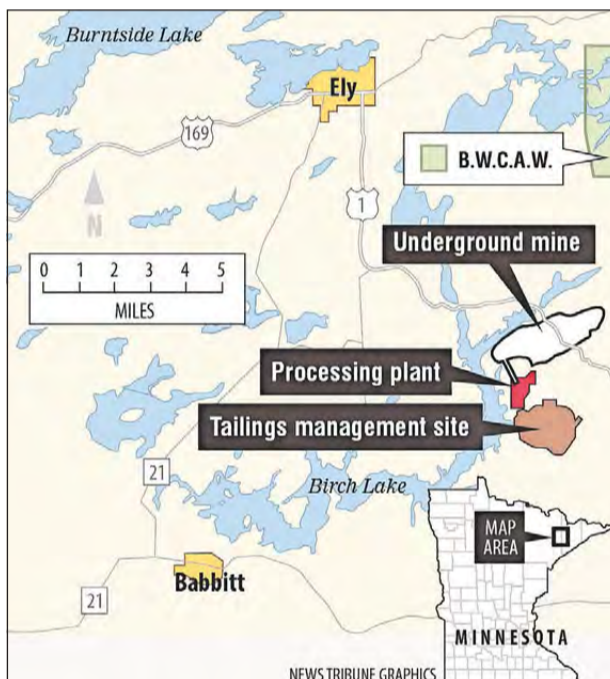 Burntside Lake
Ely
169
B.W.C.A.W.
1
N
Underground mine
0 1 2 3 4 5
MILES
Processing plant
Tailings management site
21
Birch Lake
MAP
AREA
Babbitt
21
MINNESOTA
NEWS TRIBUNE GRAPHICS